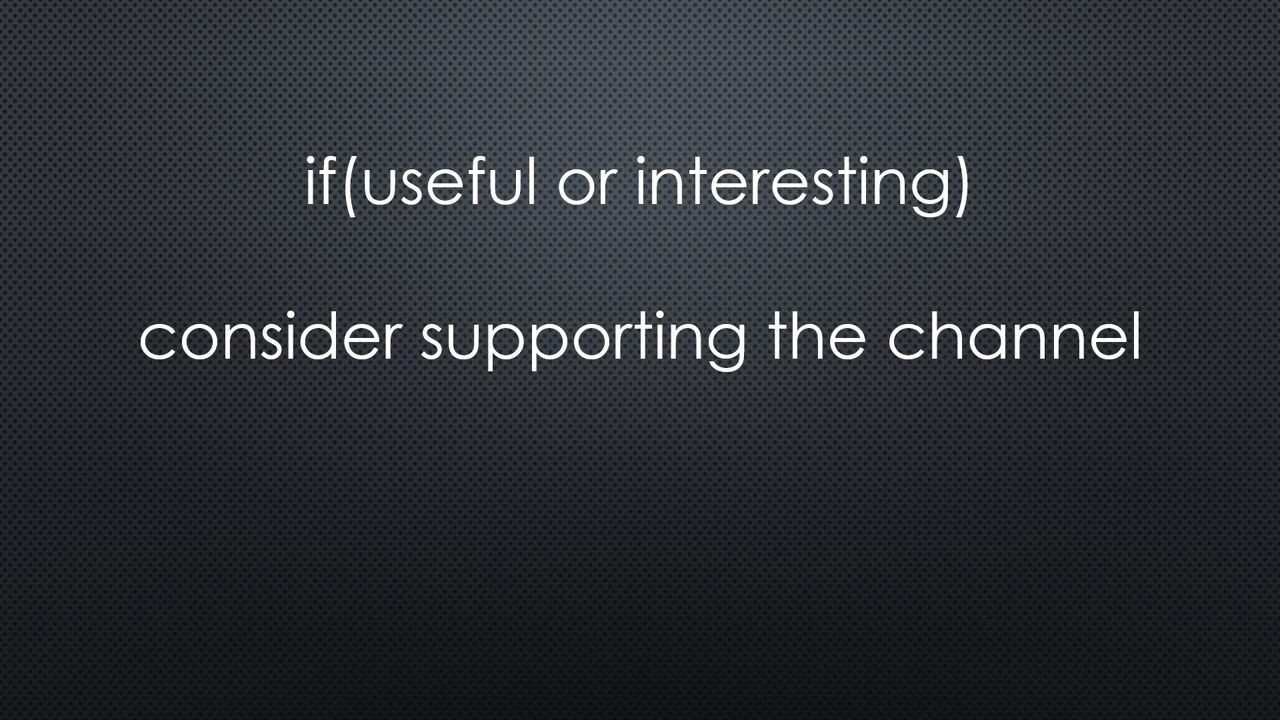 if(useful or interesting)
consider supporting the channel